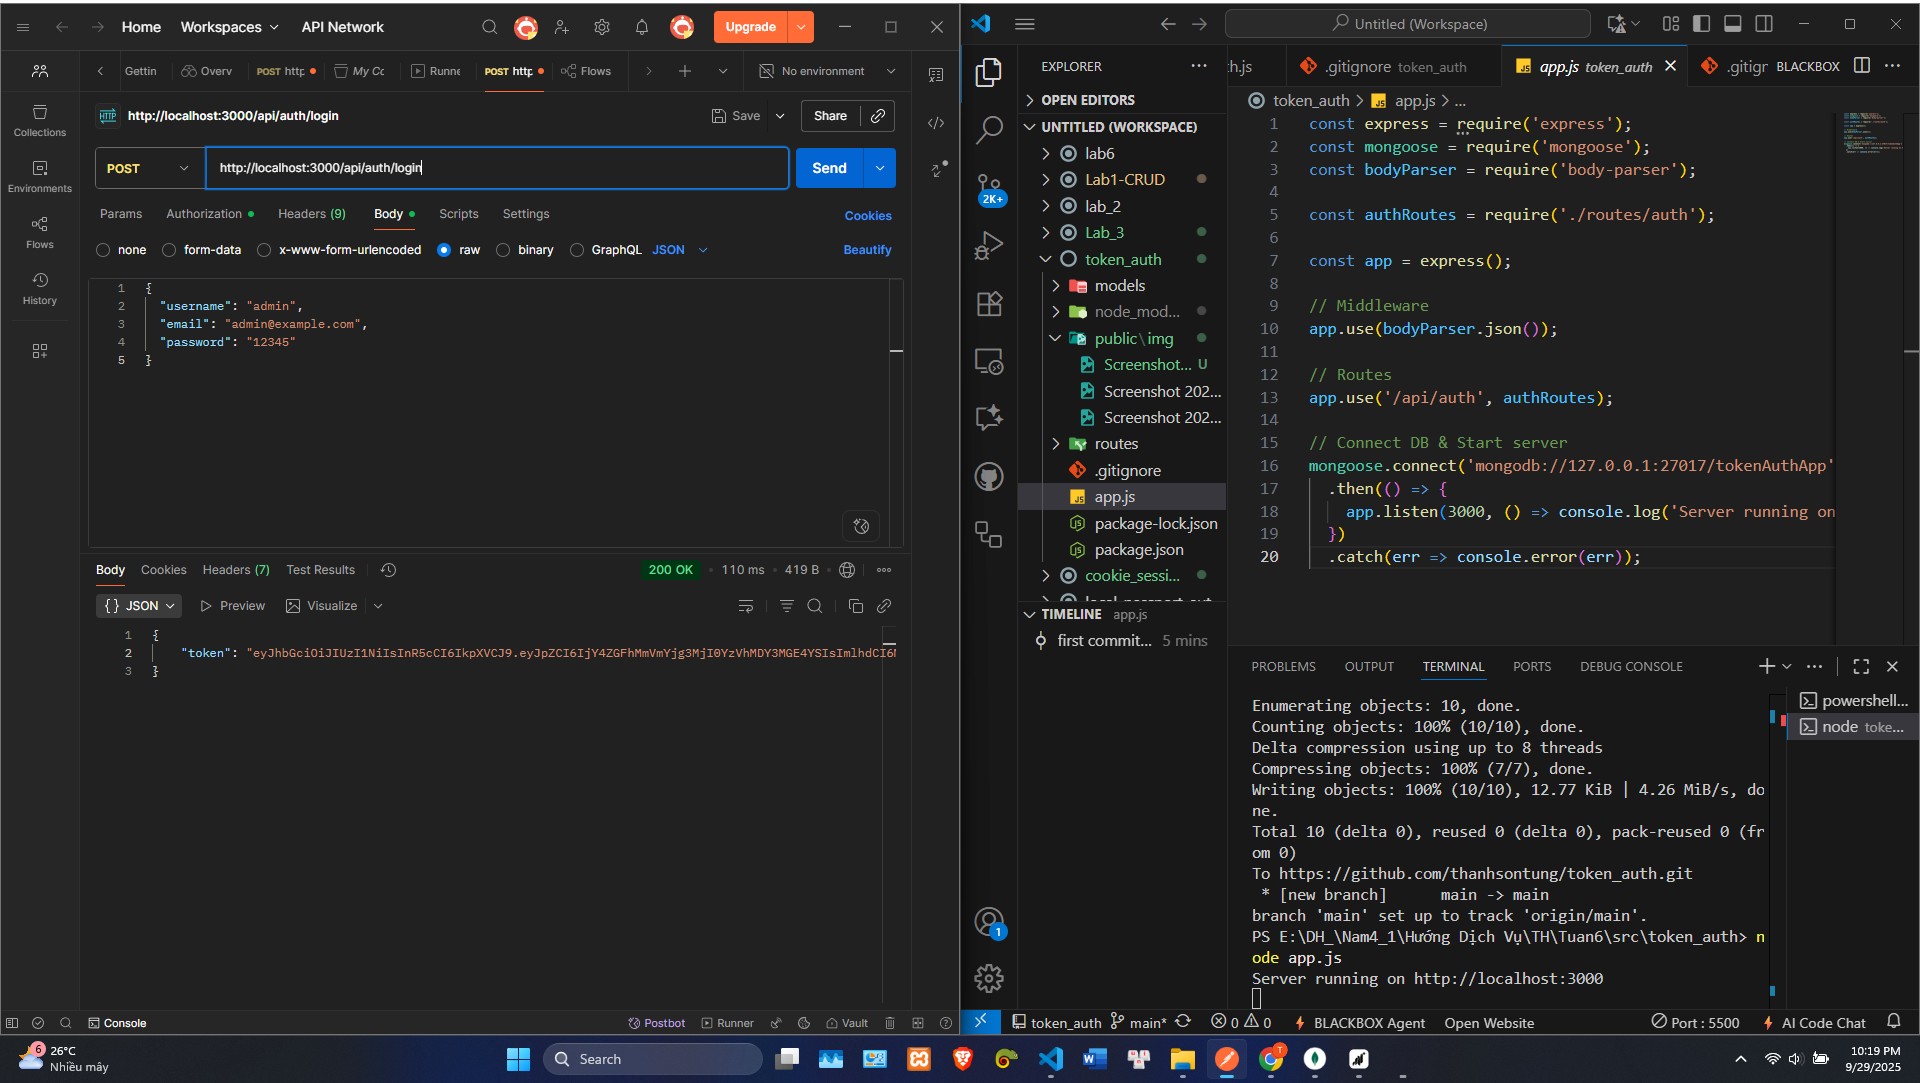 Home
Workspaces
API Network
Upgrade
Gettin
Overv
POST http
My Cc
Runne
POST http
Flows
No environment
http://localhost:3000/api/auth/login
Save
Share
POST
http://localhost:3000/api/auth/login
Send
Params
Authorization
Headers (9)
Body
Scripts
Settings
Cookies
none
form-data
x-www-form-urlencoded
raw
binary
GraphQL
JSON
Beautify
Collections
Environments
Flows
History
1 {
2 "username": "admin",
3 "email": "admin@example.com",
4 "password": "12345"
5 }
Body
Cookies
Headers (7)
Test Results
200 OK
110 ms
419 B
{} JSON
Preview
Visualize
1 {
2 "token": "eyJhbGciOiJIUzI1NiIsInR5cCI6IkpXVCJ9.eyJpZCI6IjY4ZGFhMmVmYjg3MjI0YzVhMDY3MGE4YSIsImlhdCI6
3 }
Console
Postbot
Runner
Vault
Untitled (Workspace)
EXPLORER
OPEN EDITORS
UNTITLED (WORKSPACE)
lab6
Lab1-CRUD
lab_2
Lab_3
token_auth
models
node_mod...
public\img
Screenshot... U
Screenshot 202...
Screenshot 202...
routes
.gitignore
app.js
package-lock.json
package.json
cookie_sessi...
TIMELINE app.js
first commit... 5 mins
2K+
1
th.js
.gitignore token_auth
app.js token_auth
.gitigr
BLACKBOX
token_auth > app.js > ...
1 const express = require('express');
2 const mongoose = require('mongoose');
3 const bodyParser = require('body-parser');
4
5 const authRoutes = require('./routes/auth');
6
7 const app = express();
8
9 // Middleware
10 app.use(bodyParser.json());
11
12 // Routes
13 app.use('/api/auth', authRoutes);
14
15 // Connect DB & Start server
16 mongoose.connect('mongodb://127.0.0.1:27017/tokenAuthApp'
17 .then(() => {
18 app.listen(3000, () => console.log('Server running on
19 })
20 .catch(err => console.error(err));
PROBLEMS
OUTPUT
TERMINAL
PORTS
DEBUG CONSOLE
powershell...
node toke...
Enumerating objects: 10, done.
Counting objects: 100% (10/10), done.
Delta compression using up to 8 threads
Compressing objects: 100% (7/7), done.
Writing objects: 100% (10/10), 12.77 KiB | 4.26 MiB/s, do
ne.
Total 10 (delta 0), reused 0 (delta 0), pack-reused 0 (fr
om 0)
To https://github.com/thanhsontung/token_auth.git
* [new branch] main -> main
branch 'main' set up to track 'origin/main'.
PS E:\DH_\Nam4_1\Hướng Dịch Vụ\TH\Tuan6\src\token_auth> n
ode app.js
Server running on http://localhost:3000
token_auth
main*
0
0
BLACKBOX Agent
Open Website
Port : 5500
AI Code Chat
6
26°C
Nhiều mây
Search
10:19 PM
9/29/2025